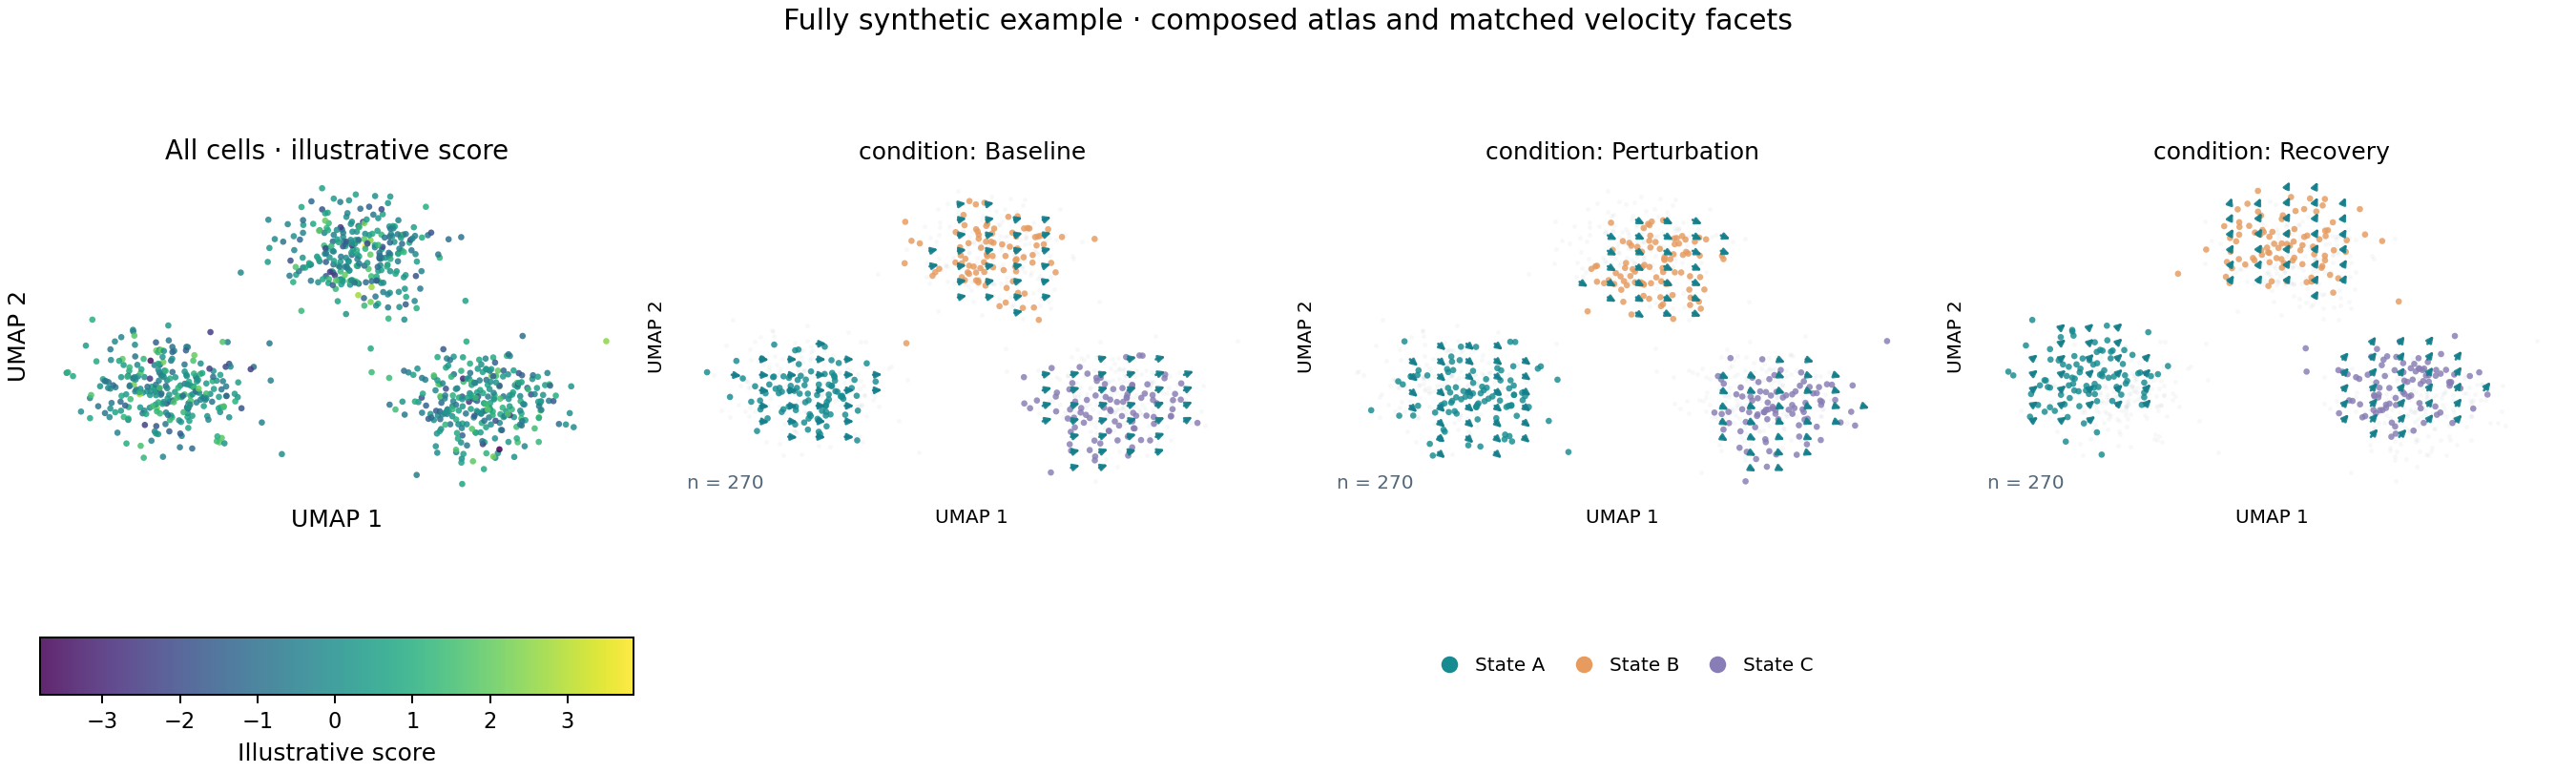 Fully synthetic example · composed atlas and matched velocity facets
All cells · illustrative score
UMAP 2
UMAP 1
−3 −2 −1 0 1 2 3
Illustrative score
condition: Baseline
UMAP 2
n = 270
UMAP 1
condition: Perturbation
UMAP 2
n = 270
UMAP 1
condition: Recovery
UMAP 2
n = 270
UMAP 1
State A State B State C